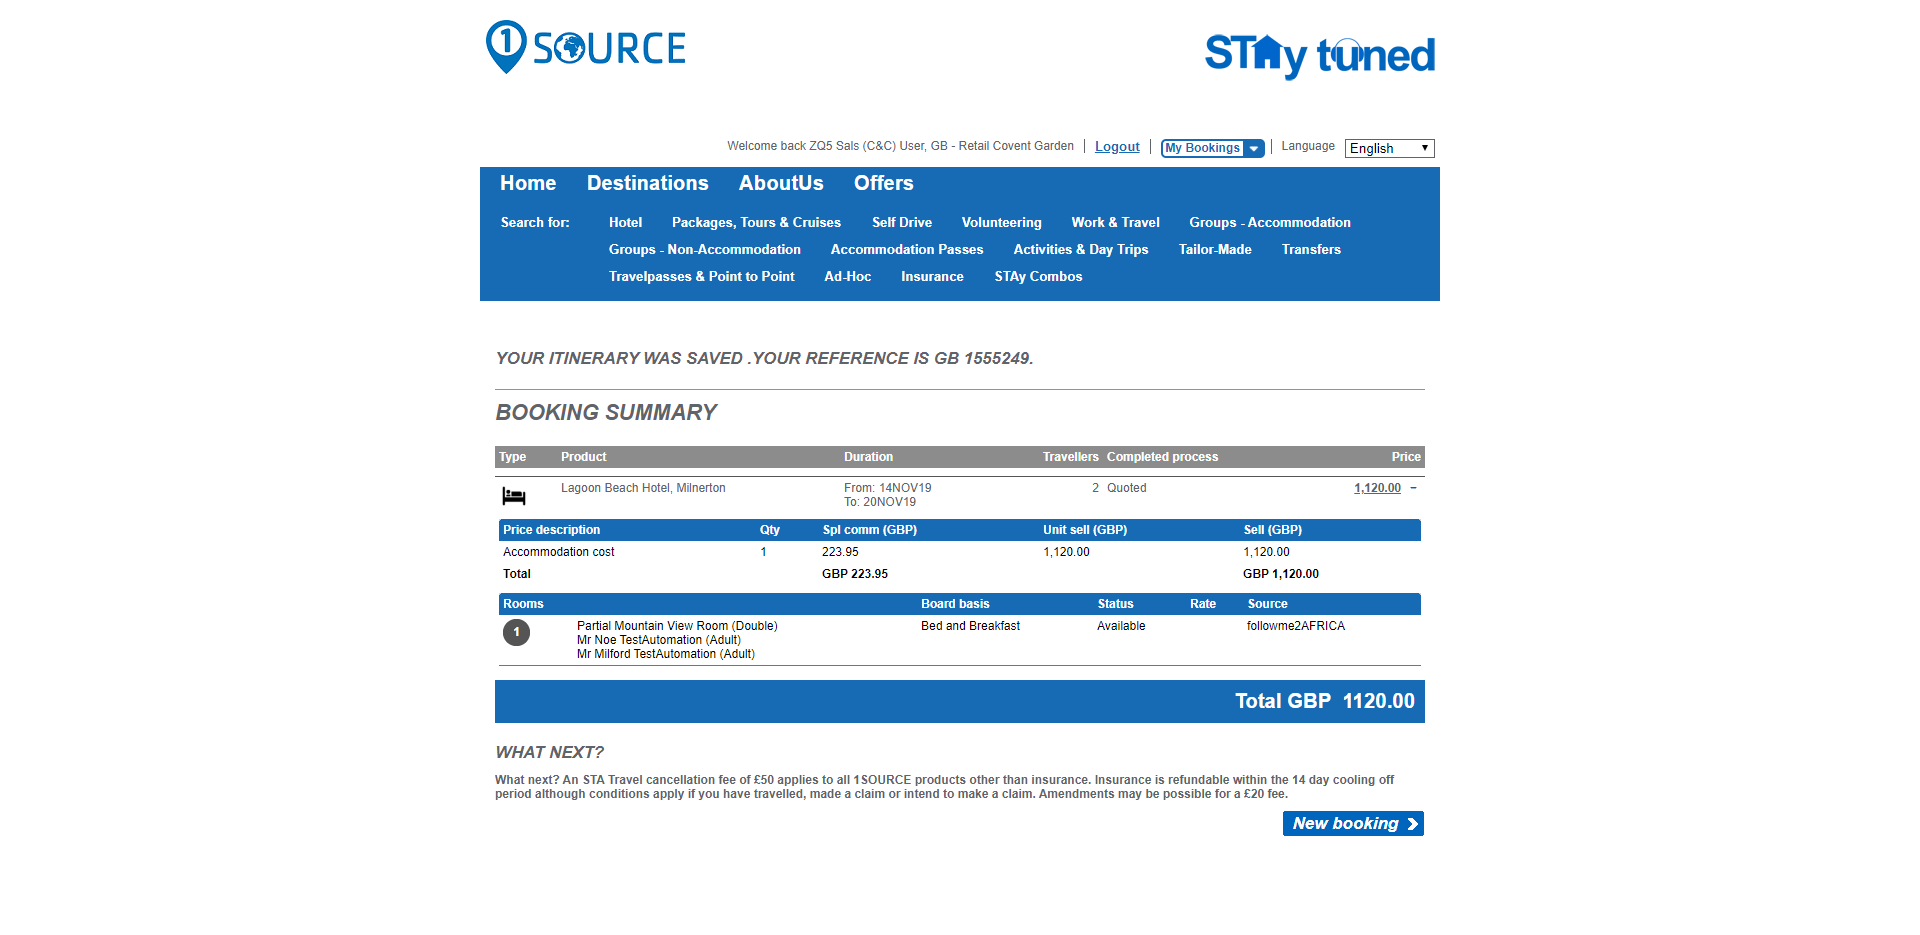 1 SOURCE
STAy tuned
Welcome back ZQ5 Sals (C&C) User, GB - Retail Covent Garden | Logout | My Bookings | Language English
Home Destinations AboutUs Offers
Search for: Hotel Packages, Tours & Cruises Self Drive Volunteering Work & Travel Groups - Accommodation
Groups - Non-Accommodation Accommodation Passes Activities & Day Trips Tailor-Made Transfers
Travelpasses & Point to Point Ad-Hoc Insurance STAy Combos
YOUR ITINERARY WAS SAVED .YOUR REFERENCE IS GB 1555249.
BOOKING SUMMARY
Type Product Duration Travellers Completed process Price
Lagoon Beach Hotel, Milnerton From: 14NOV19 2 Quoted 1,120.00 −
To: 20NOV19
Price description Qty Spl comm (GBP) Unit sell (GBP) Sell (GBP)
Accommodation cost 1 223.95 1,120.00 1,120.00
Total GBP 223.95 GBP 1,120.00
Rooms Board basis Status Rate Source
1 Partial Mountain View Room (Double) Bed and Breakfast Available followme2AFRICA
Mr Noe TestAutomation (Adult)
Mr Milford TestAutomation (Adult)
Total GBP 1120.00
WHAT NEXT?
What next? An STA Travel cancellation fee of £50 applies to all 1SOURCE products other than insurance. Insurance is refundable within the 14 day cooling off
period although conditions apply if you have travelled, made a claim or intend to make a claim. Amendments may be possible for a £20 fee.
New booking